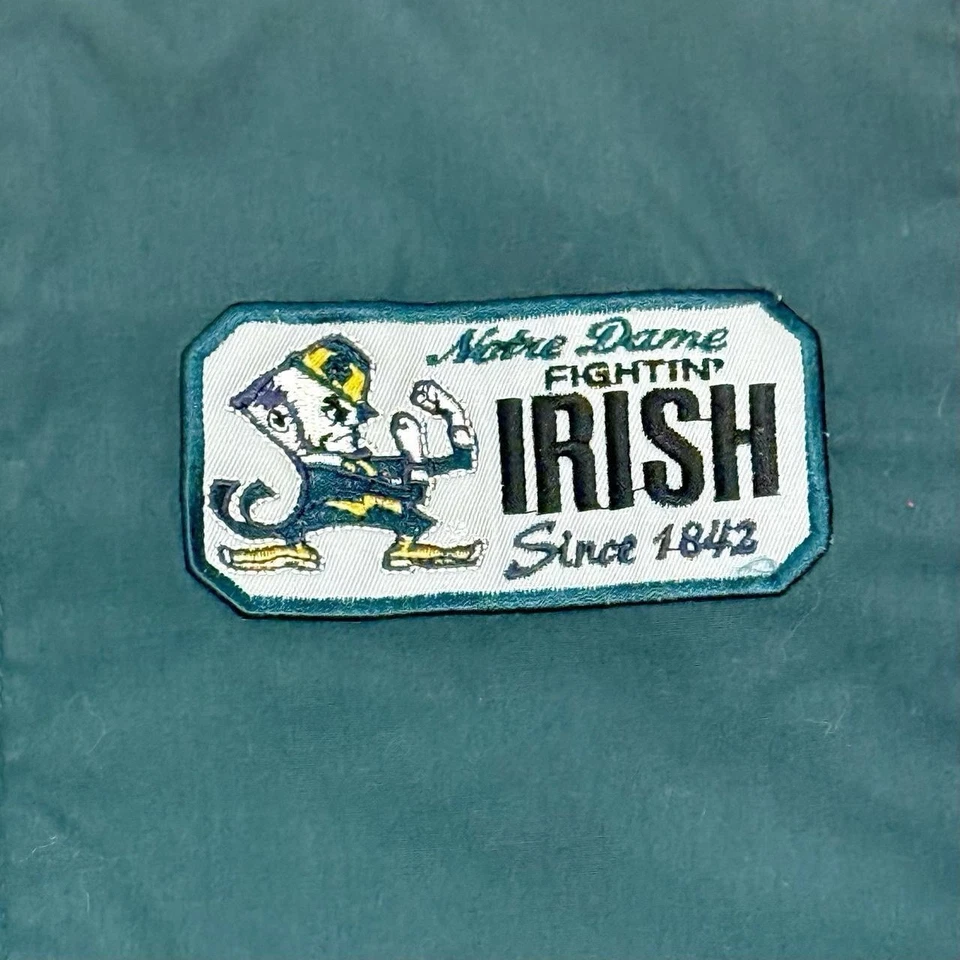 Notre Dame
FIGHTIN'
IRISH
Since 1842